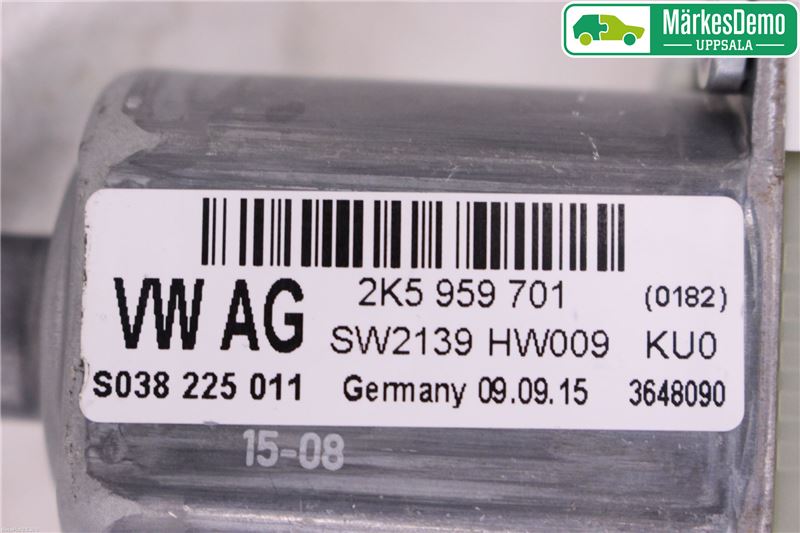 MärkesDemo
UPPSALA
VW AG 2K5 959 701 (0182)
SW2139 HW009 KU0
S038 225 011 Germany 09.09.15 3648090
15-08